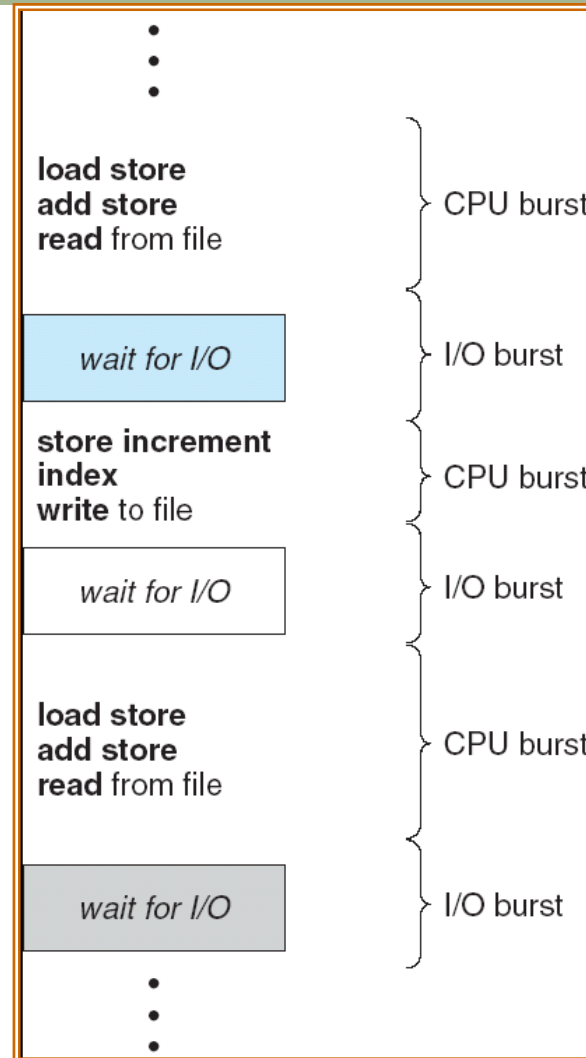 load store
add store
read from file
CPU burst
wait for I/O
I/O burst
store increment
index
write to file
CPU burst
wait for I/O
I/O burst
load store
add store
read from file
CPU burst
wait for I/O
I/O burst